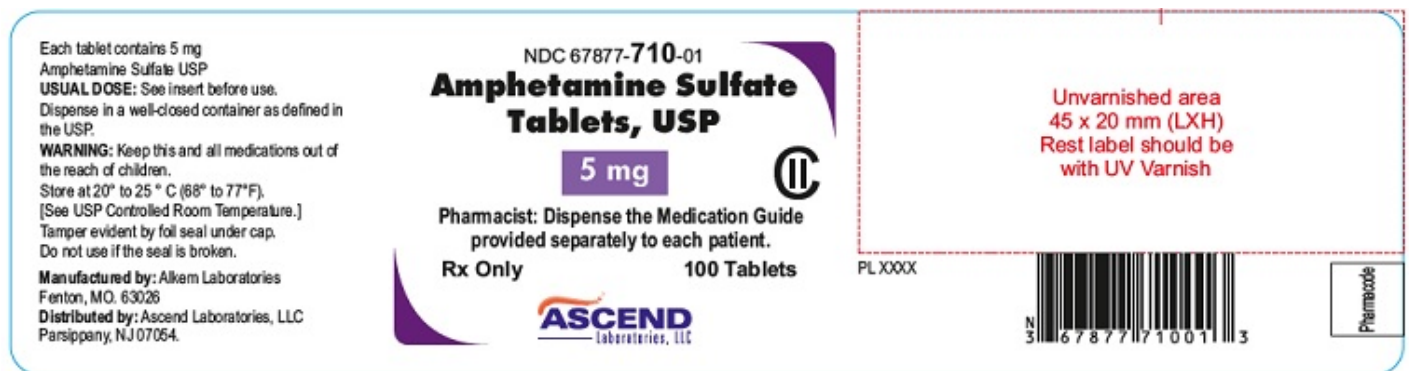 Each tablet contains 5 mg
Amphetamine Sulfate USP
USUAL DOSE: See insert before use.
Dispense in a well-closed container as defined in
the USP.
WARNING: Keep this and all medications out of
the reach of children.
Store at 20° to 25 ° C (68° to 77°F).
[See USP Controlled Room Temperature.]
Tamper evident by foil seal under cap.
Do not use if the seal is broken.
Manufactured by: Alkem Laboratories
Fenton, MO. 63026
Distributed by: Ascend Laboratories, LLC
Parsippany, NJ 07054.
NDC 67877-710-01
Amphetamine Sulfate
Tablets, USP
5 mg
CII
Pharmacist: Dispense the Medication Guide
provided separately to each patient.
Rx Only 100 Tablets
ASCEND
Laboratories, LLC
Unvarnished area
45 x 20 mm (LXH)
Rest label should be
with UV Varnish
PL XXXX
N
3 67877 71001 3
Pharmacode